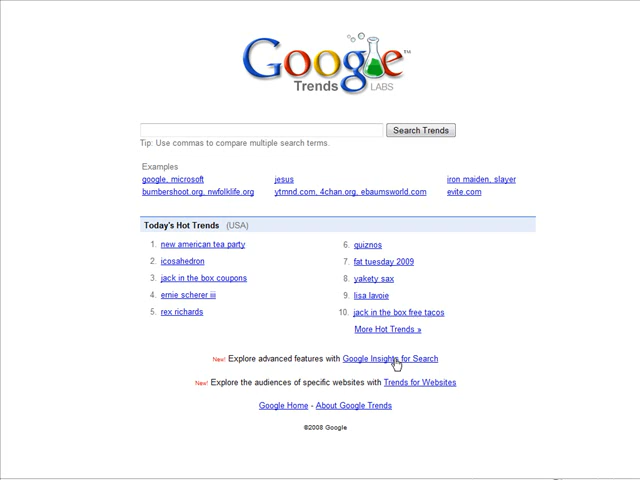 Google™
Trends LABS
Search Trends
Tip: Use commas to compare multiple search terms.
Examples
google, microsoft jesus iron maiden, slayer
bumbershoot.org, nwfolklife.org ytmnd.com, 4chan.org, ebaumsworld.com evite.com
Today's Hot Trends (USA)
1. new american tea party
2. icosahedron
3. jack in the box coupons
4. ernie scherer iii
5. rex richards
6. quiznos
7. fat tuesday 2009
8. yakety sax
9. lisa lavoie
10. jack in the box free tacos
More Hot Trends »
New! Explore advanced features with Google Insights for Search
New! Explore the audiences of specific websites with Trends for Websites
Google Home - About Google Trends
©2008 Google